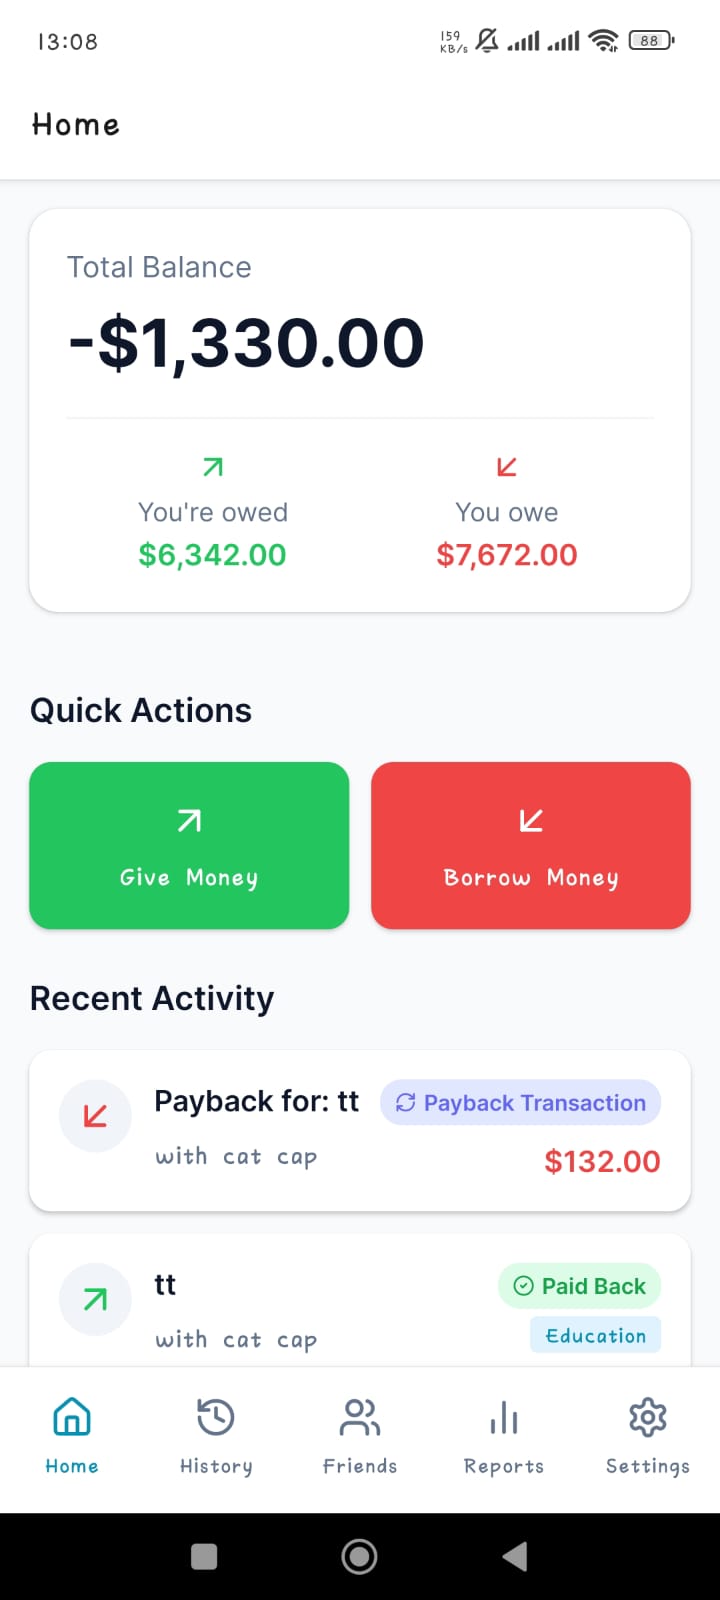 13:08 159 KB/s 88
Home
Total Balance
-$1,330.00
You're owed You owe
$6,342.00 $7,672.00
Quick Actions
Give Money Borrow Money
Recent Activity
Payback for: tt Payback Transaction
with cat cap $132.00
tt Paid Back
with cat cap Education
Home History Friends Reports Settings